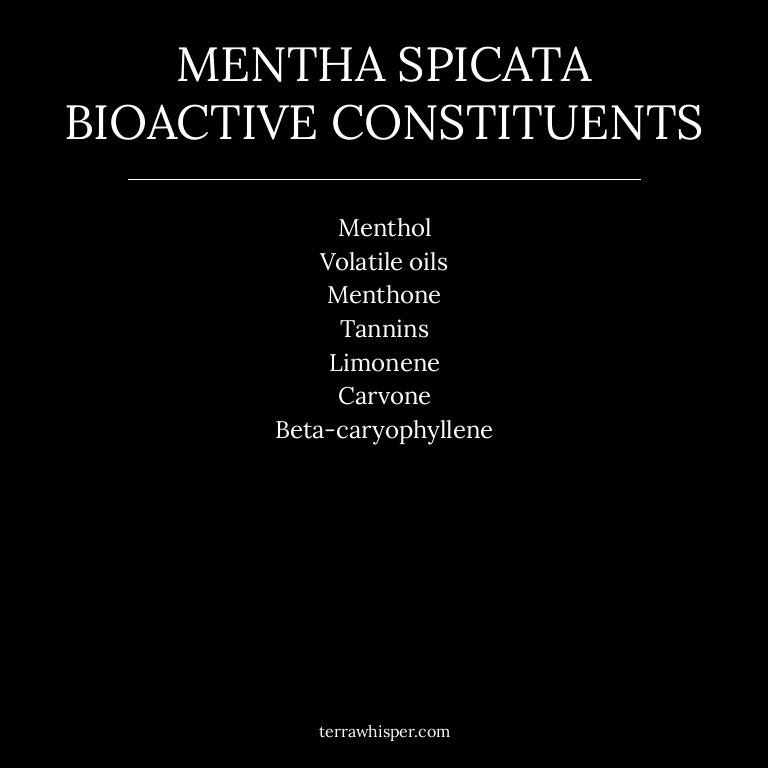 MENTHA SPICATA
BIOACTIVE CONSTITUENTS
Menthol
Volatile oils
Menthone
Tannins
Limonene
Carvone
Beta-caryophyllene
terrawhisper.com